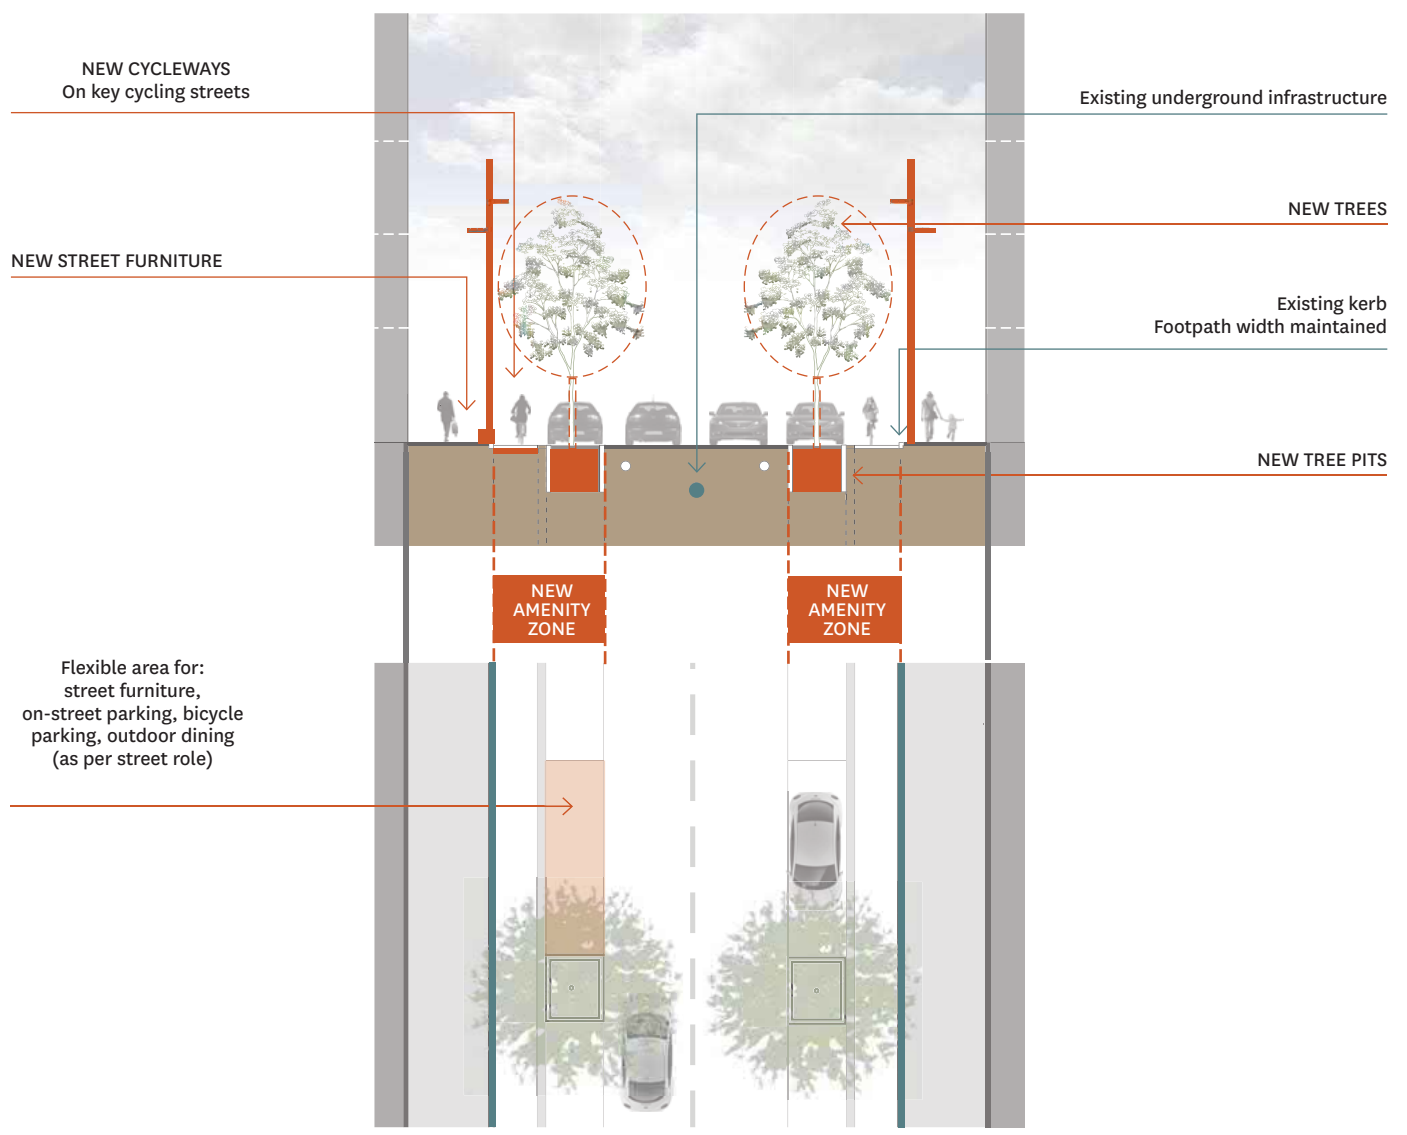 NEW CYCLEWAYS
On key cycling streets
NEW STREET FURNITURE
Existing underground infrastructure
NEW TREES
Existing kerb
Footpath width maintained
NEW TREE PITS
NEW
AMENITY
ZONE
NEW
AMENITY
ZONE
Flexible area for:
street furniture,
on-street parking, bicycle
parking, outdoor dining
(as per street role)